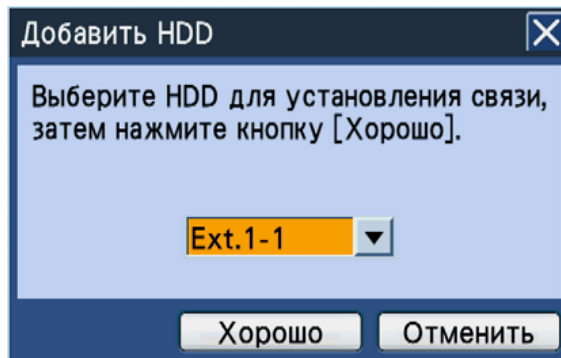 Добавить HDD
Выберите HDD для установления связи,
затем нажмите кнопку [Хорошо].
Ext.1-1
Хорошо Отменить